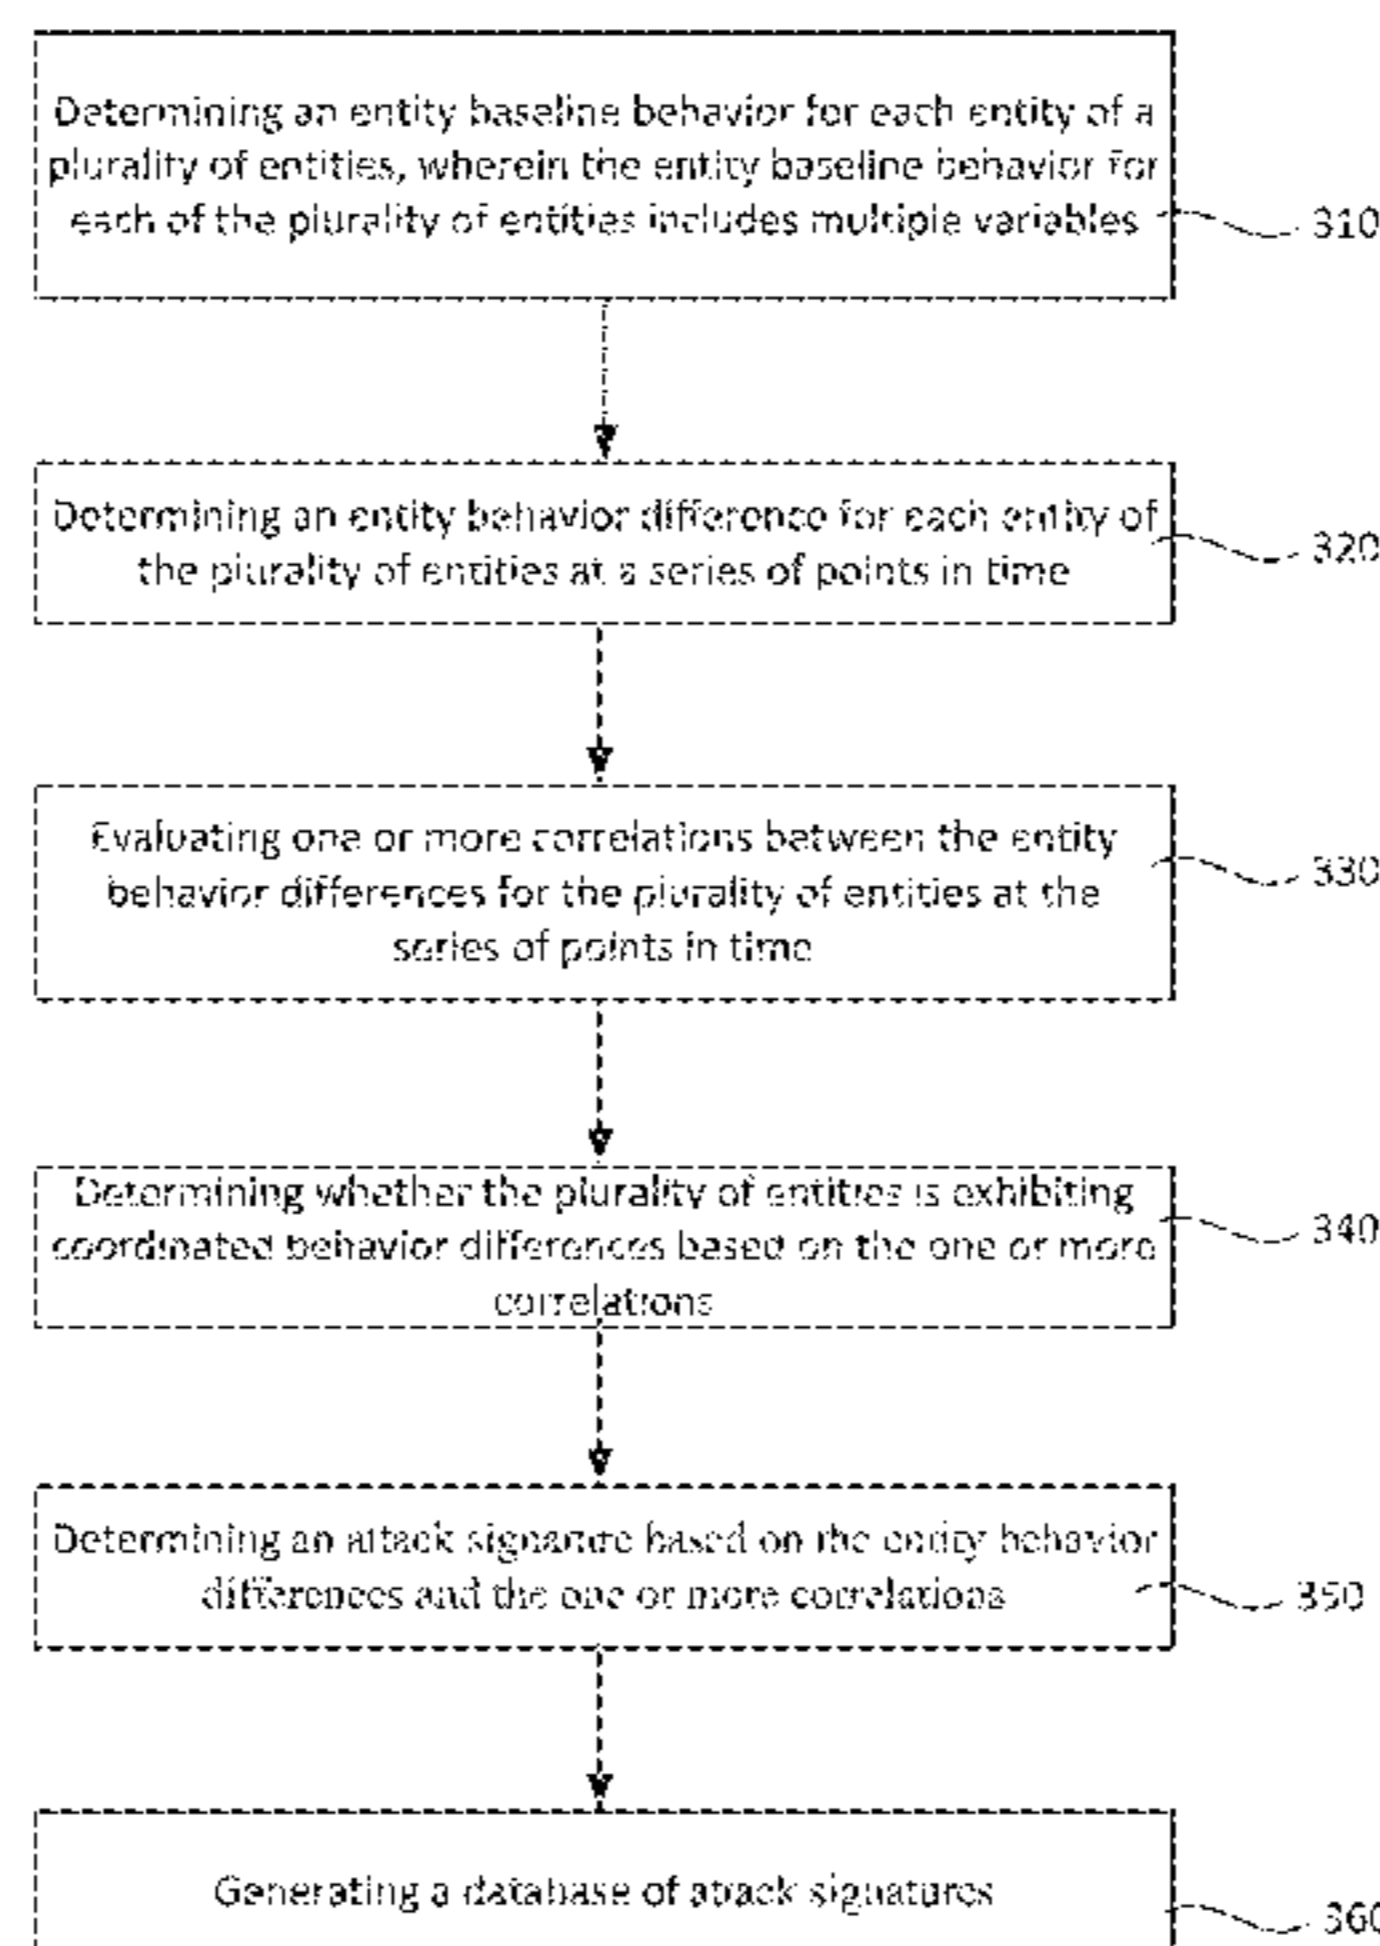 Determining an entity baseline behavior for each entity of a
plurality of entities, wherein the entity baseline behavior for
each of the plurality of entities includes multiple variables
310
Determining an entity behavior difference for each entity of
the plurality of entities at a series of points in time
320
Evaluating one or more correlations between the entity
behavior differences for the plurality of entities at the
series of points in time
330
Determining whether the plurality of entities is exhibiting
coordinated behavior differences based on the one or more
correlations
340
Determining an attack signature based on the entity behavior
differences and the one or more correlations
350
Generating a database of attack signatures
360